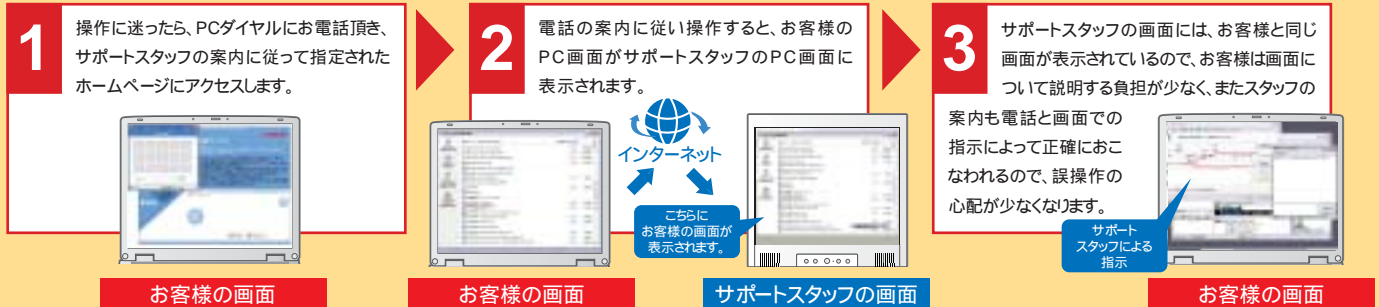 1
操作に迷ったら、PCダイヤルにお電話頂き、
サポートスタッフの案内に従って指定された
ホームページにアクセスします。
お客様の画面
2
電話の案内に従い操作すると、お客様の
PC画面がサポートスタッフのPC画面に
表示されます。
インターネット
こちらに
お客様の画面が
表示されます。
お客様の画面
サポートスタッフの画面
3
サポートスタッフの画面には、お客様と同じ
画面が表示されているので、お客様は画面に
ついて説明する負担が少なく、またスタッフの
案内も電話と画面での
指示によって正確におこ
なわれるので、誤操作の
心配が少なくなります。
サポート
スタッフによる
指示
お客様の画面